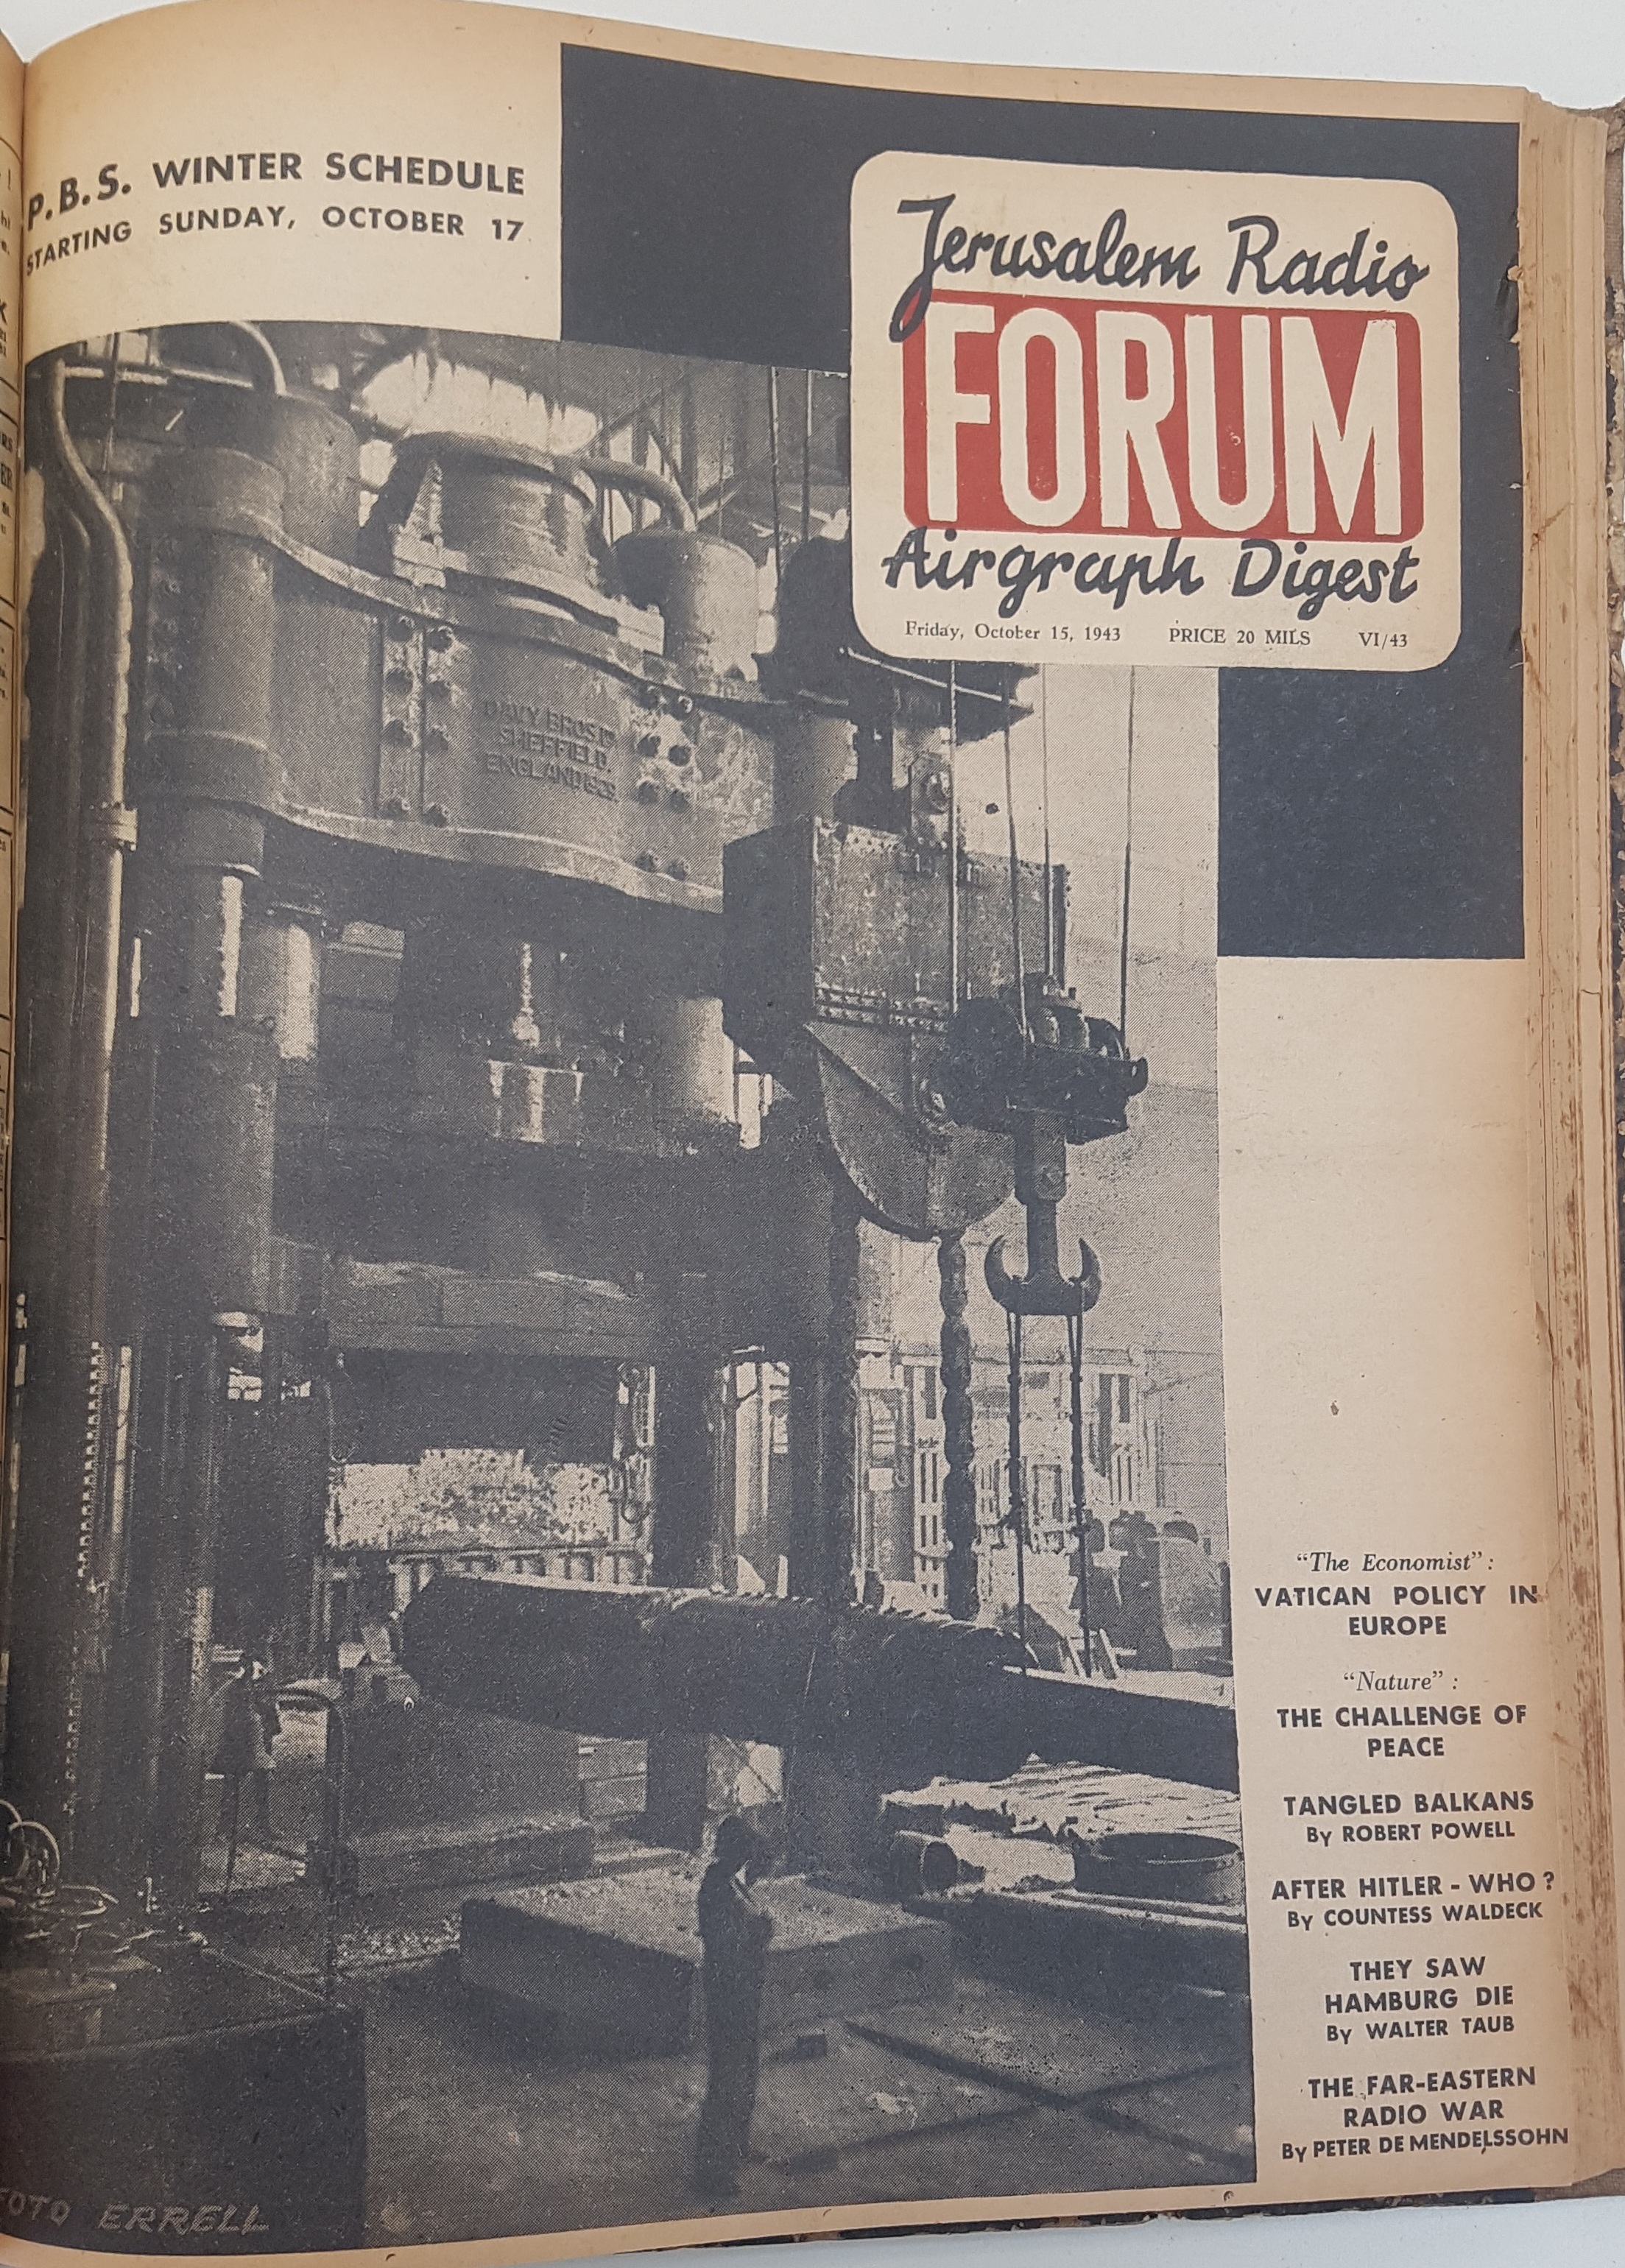 P.B.S. WINTER SCHEDULE
STARTING SUNDAY, OCTOBER 17
Jerusalem Radio
FORUM
Airgraph Digest
Friday, October 15, 1943 PRICE 20 MILS VI/43
DAVY BROS LD
SHEFFIELD.
ENGLAND
"The Economist":
VATICAN POLICY IN
EUROPE
"Nature":
THE CHALLENGE OF
PEACE
TANGLED BALKANS
By ROBERT POWELL
AFTER HITLER - WHO?
By COUNTESS WALDECK
THEY SAW
HAMBURG DIE
By WALTER TAUB
THE FAR-EASTERN
RADIO WAR
By PETER DE MENDELSSOHN
FOTO ERRELL